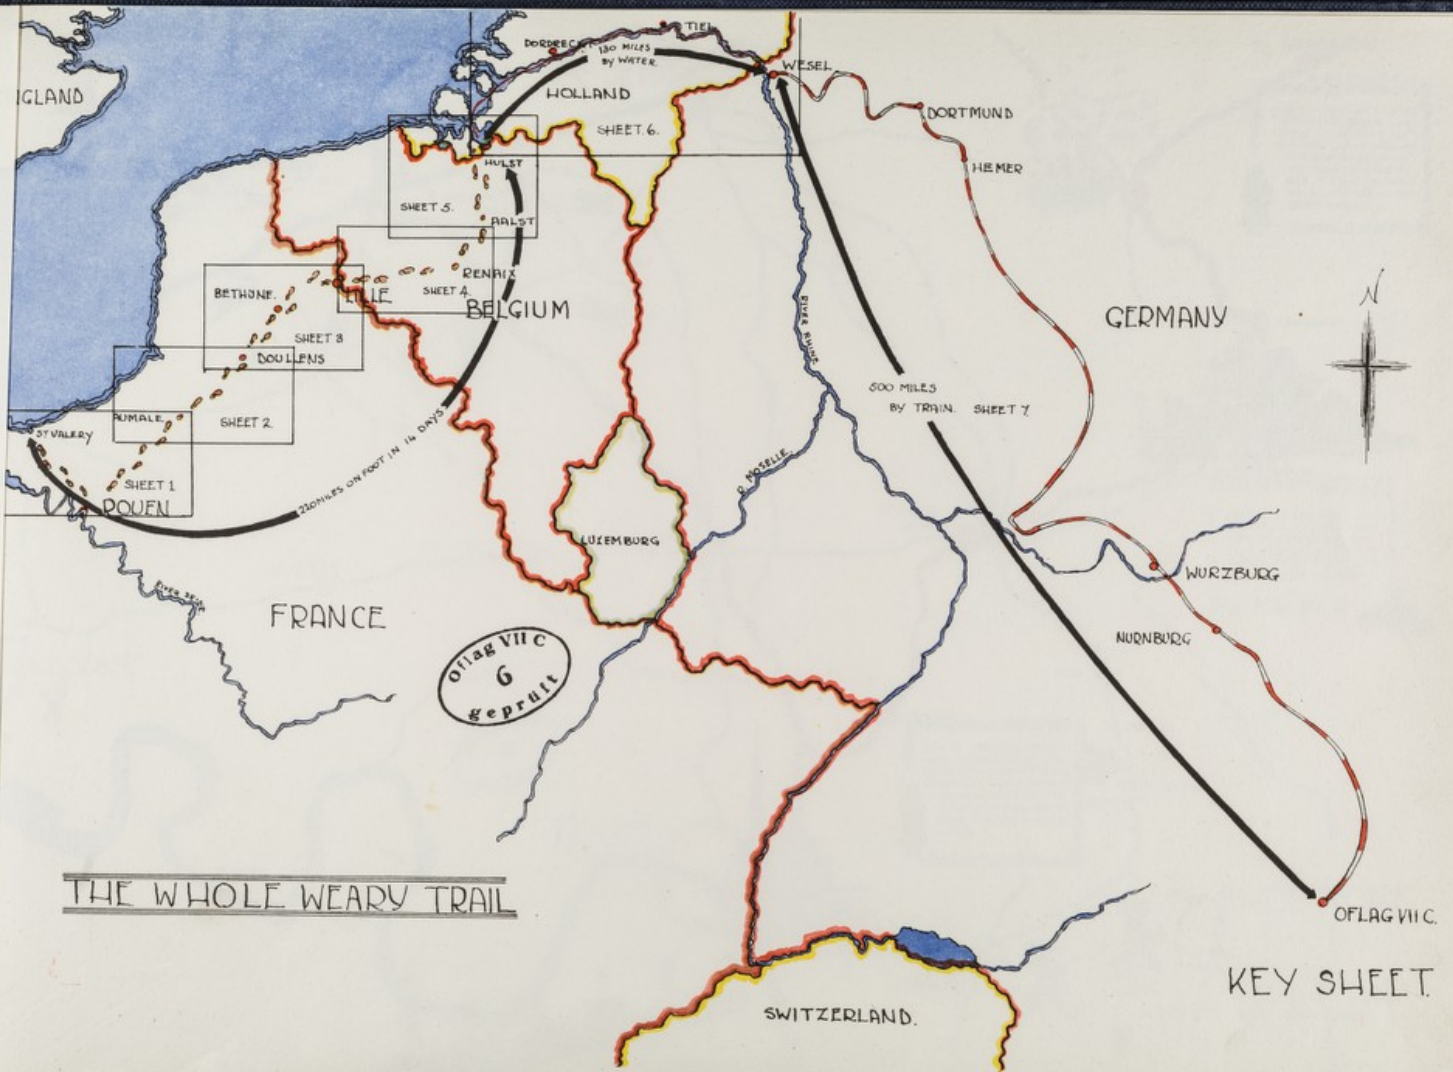 TIEL
DORDRECHT
130 MILES
BY WATER.
WESEL
HOLLAND
SHEET. 6.
DORTMUND
HEMER
HULST
SHEET 5.
AALST
RENAIX
SHEET 4.
BELGIUM
LILLE
BETHUNE.
SHEET 3
DOULLENS
AUMALE.
SHEET 2.
ST VALERY
SHEET 1
ROUEN
220 MILES ON FOOT IN 14 DAYS
RIVER RHINE
GERMANY
N
500 MILES
BY TRAIN. SHEET 7.
R. MOSELLE.
LUXEMBURG
RIVER SEINE
FRANCE
WURZBURG
NURNBURG
Oflag VII C
6
geprüft
THE WHOLE WEARY TRAIL
OFLAG VII C.
KEY SHEET.
SWITZERLAND.